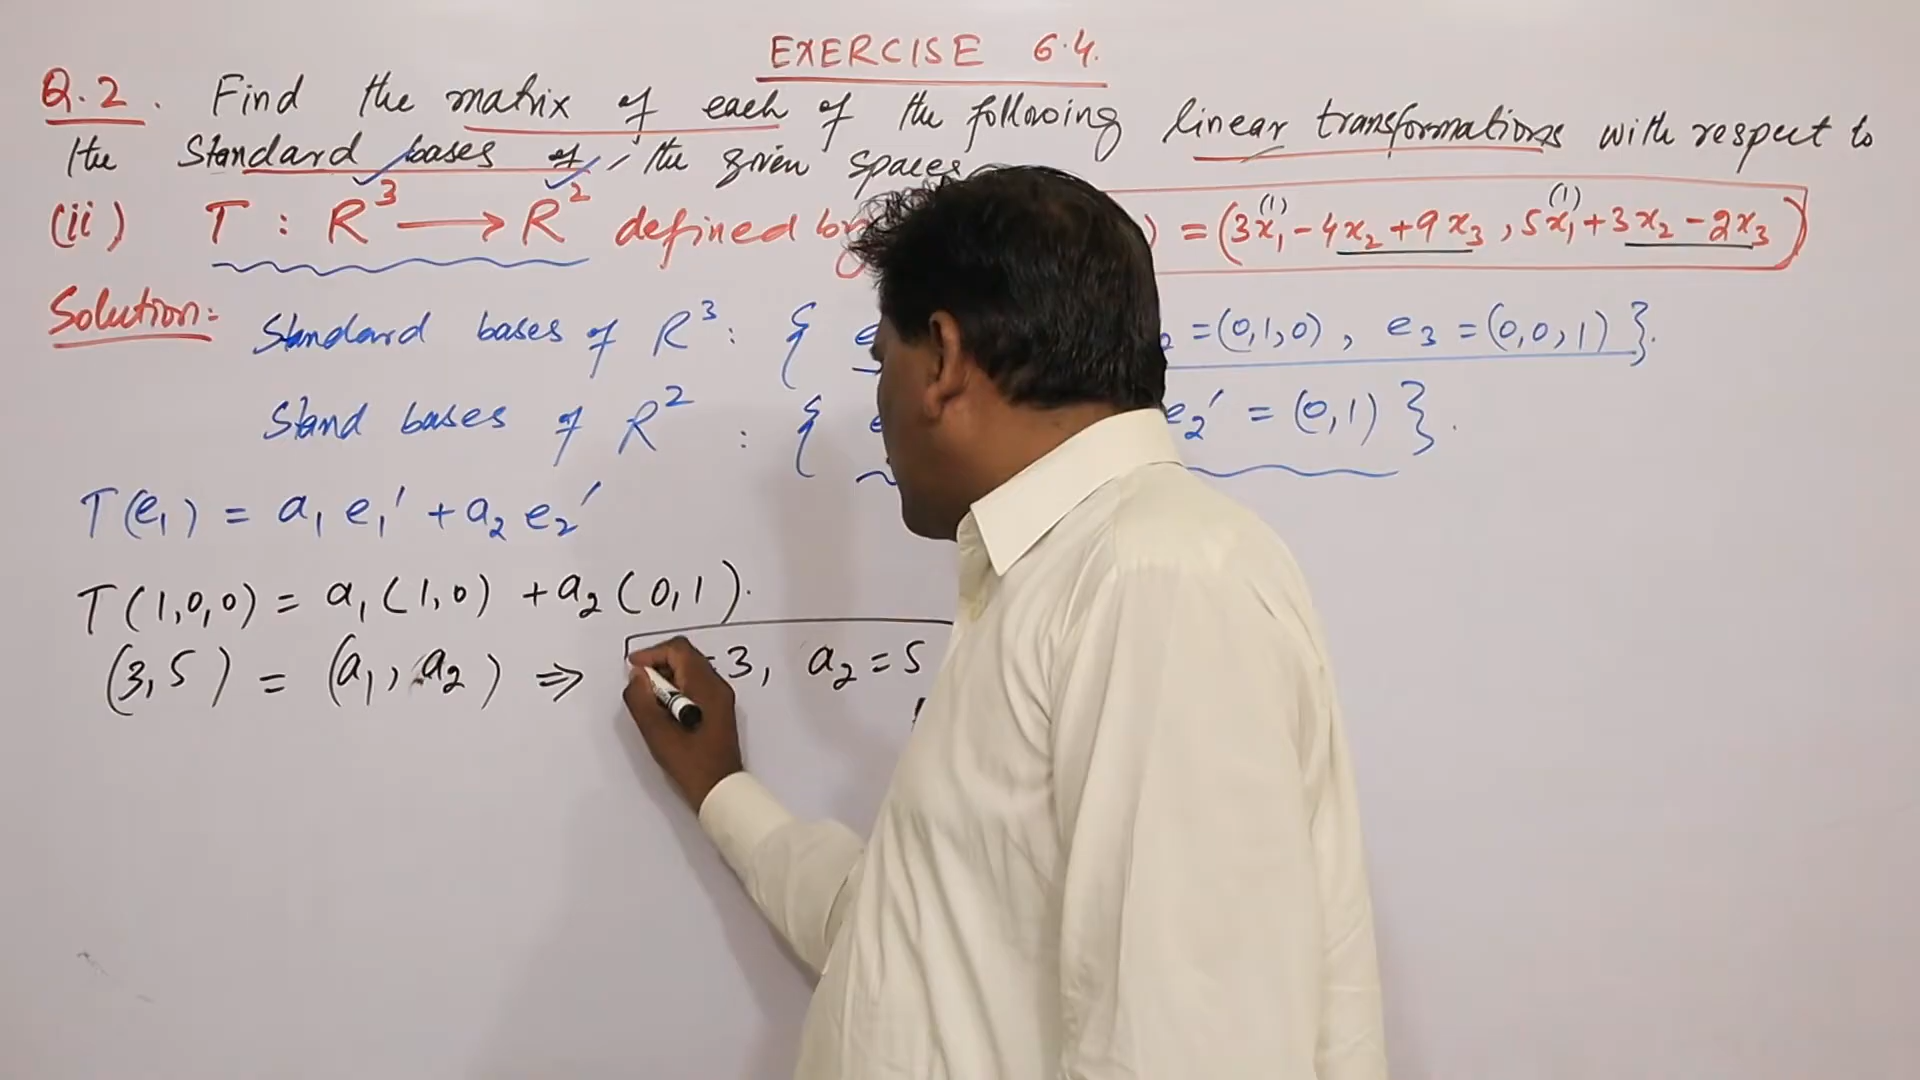 EXERCISE 6.4.
Q.2. Find the matrix of each of the following linear transformations with respect to
the Standard bases of the given spaces
(ii) T : R³ → R² defined by ) = (3x₁⁽¹⁾ - 4x₂ + 9x₃, 5x₁⁽¹⁾ + 3x₂ - 2x₃)
Solution:- Standard bases of R³ : { e ₂ = (0,1,0), e₃ = (0,0,1) }.
Stand bases of R² : { e e₂′ = (0,1) }.
T(e₁) = a₁ e₁′ + a₂ e₂′
T(1,0,0) = a₁(1,0) + a₂(0,1).
(3,5) = (a₁, a₂) ⇒ =3, a₂ = 5